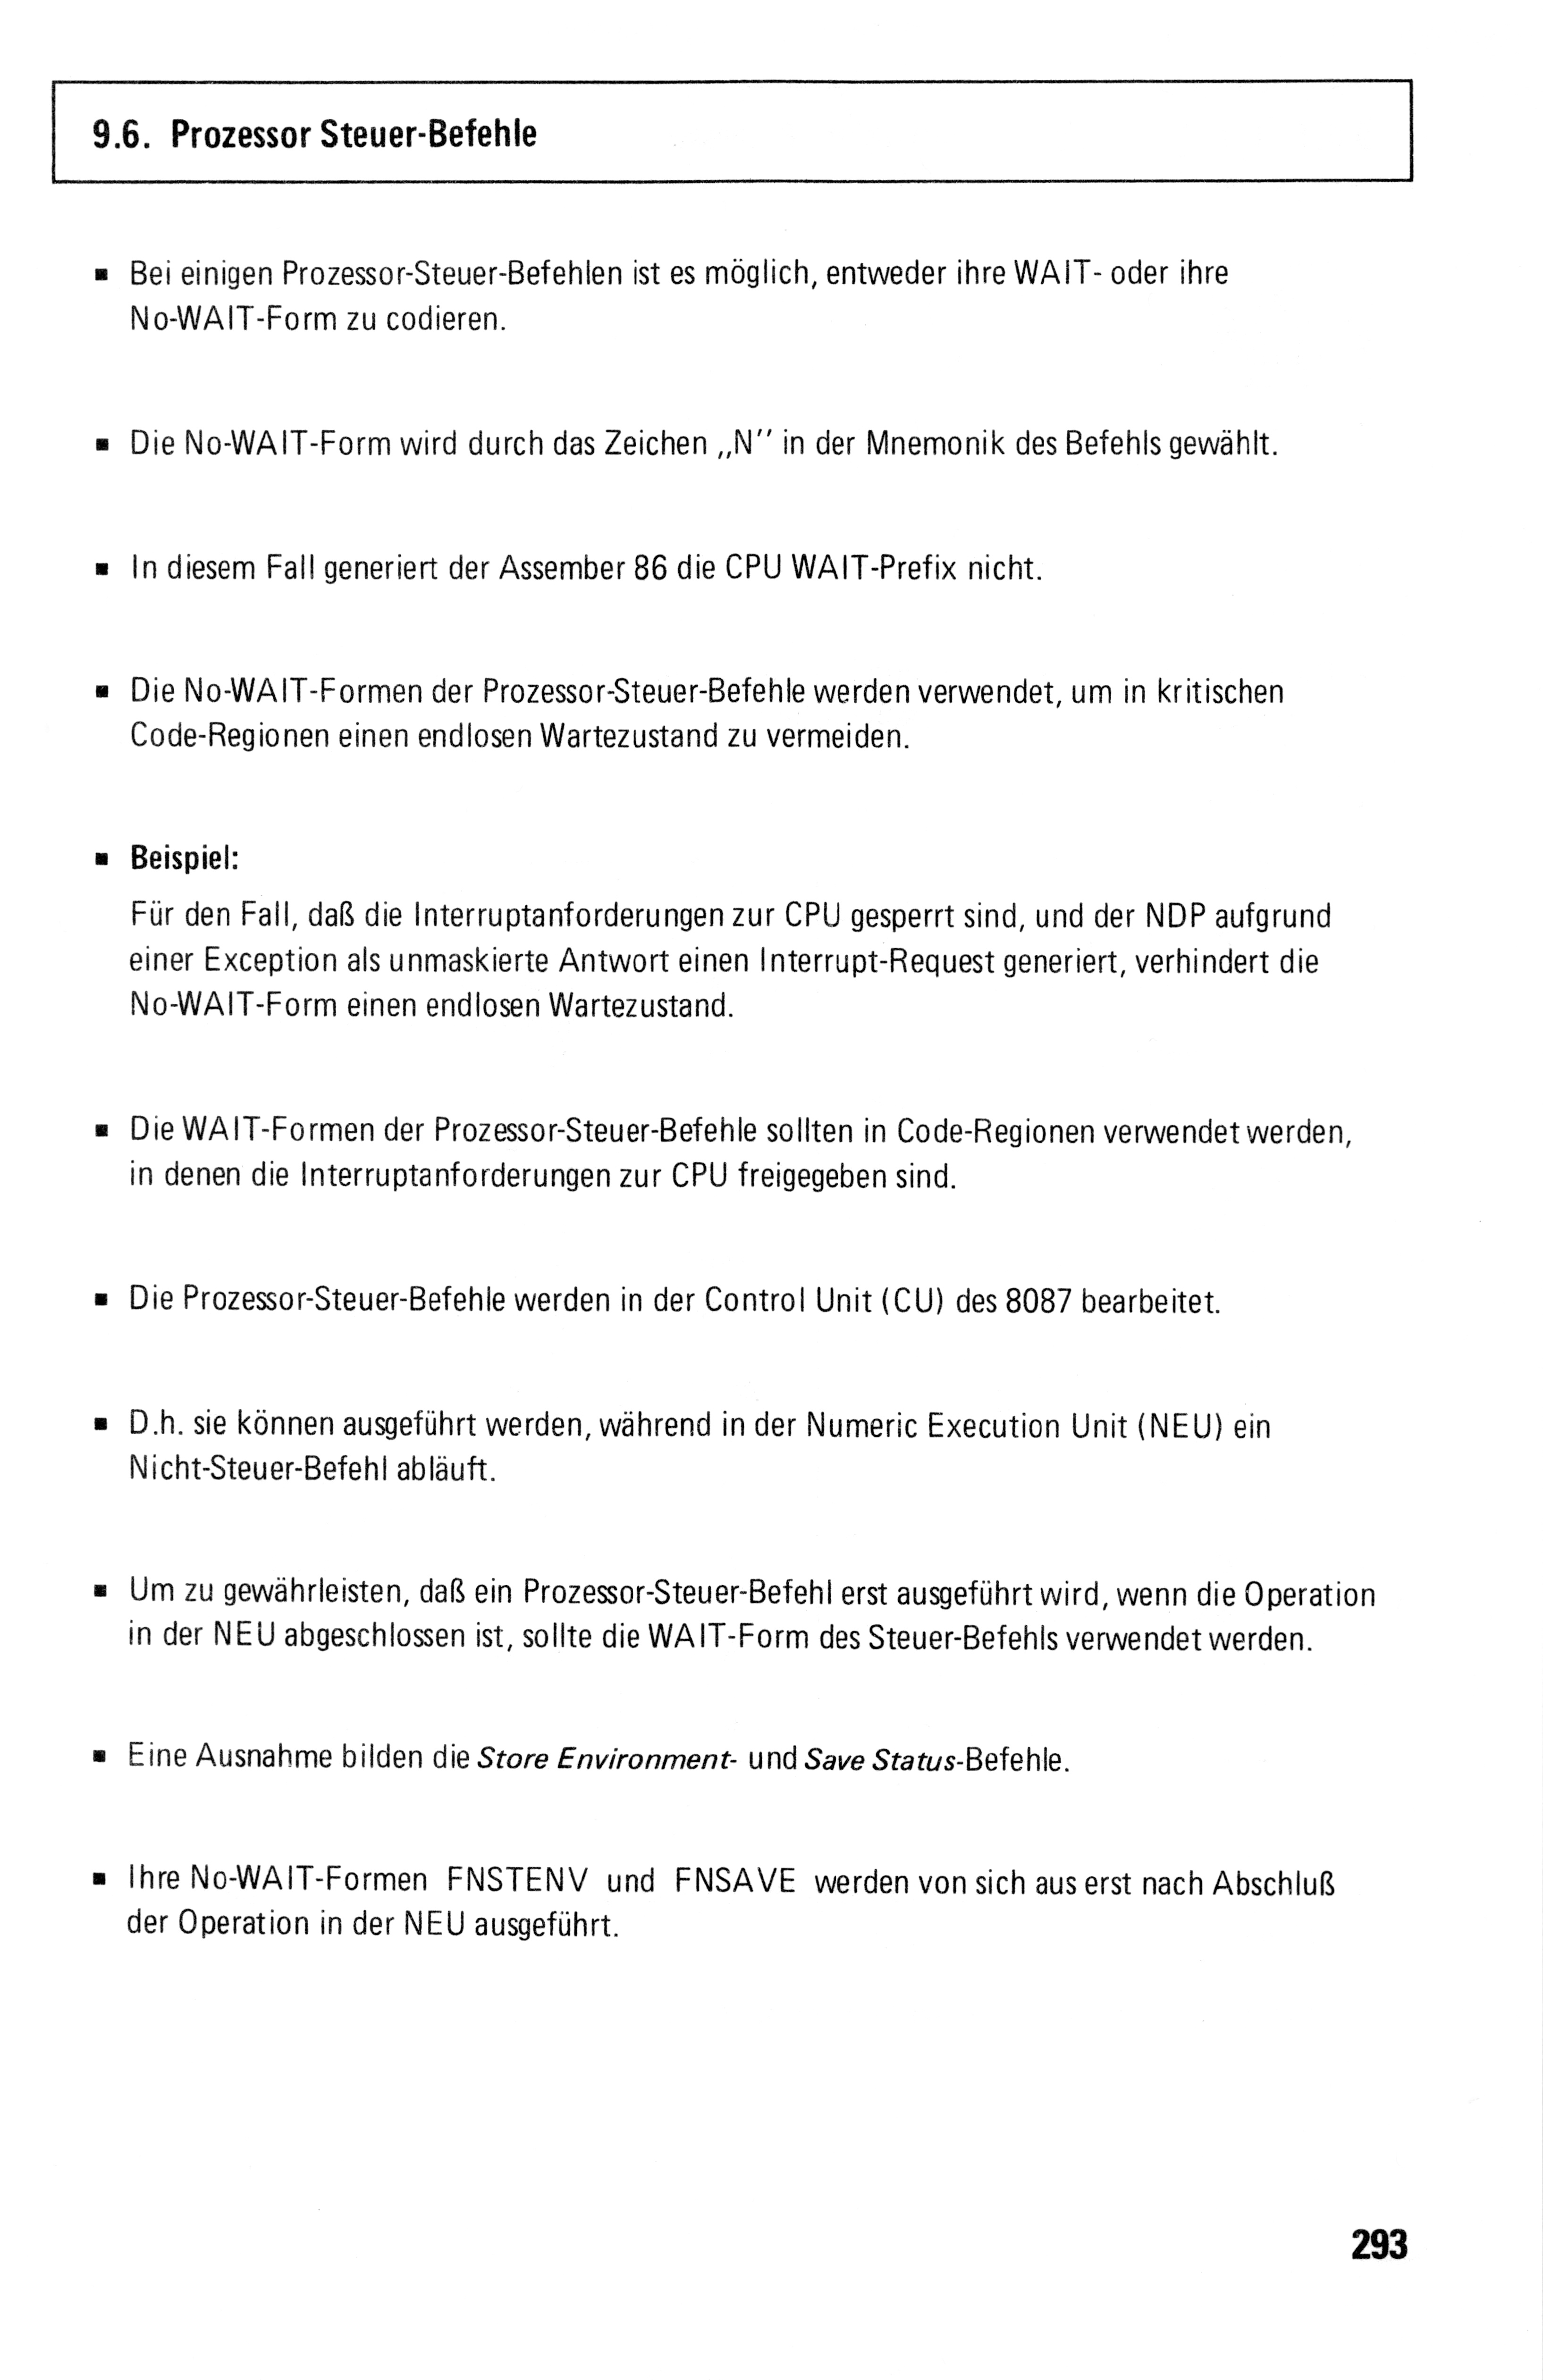 9.6. Prozessor Steuer-Befehle
▪ Bei einigen Prozessor-Steuer-Befehlen ist es möglich, entweder ihre WAIT- oder ihre
No-WAIT-Form zu codieren.
▪ Die No-WAIT-Form wird durch das Zeichen „N” in der Mnemonik des Befehls gewählt.
▪ In diesem Fall generiert der Assember 86 die CPU WAIT-Prefix nicht.
▪ Die No-WAIT-Formen der Prozessor-Steuer-Befehle werden verwendet, um in kritischen
Code-Regionen einen endlosen Wartezustand zu vermeiden.
▪ Beispiel:
Für den Fall, daß die Interruptanforderungen zur CPU gesperrt sind, und der NDP aufgrund
einer Exception als unmaskierte Antwort einen Interrupt-Request generiert, verhindert die
No-WAIT-Form einen endlosen Wartezustand.
▪ Die WAIT-Formen der Prozessor-Steuer-Befehle sollten in Code-Regionen verwendet werden,
in denen die Interruptanforderungen zur CPU freigegeben sind.
▪ Die Prozessor-Steuer-Befehle werden in der Control Unit (CU) des 8087 bearbeitet.
▪ D.h. sie können ausgeführt werden, während in der Numeric Execution Unit (NEU) ein
Nicht-Steuer-Befehl abläuft.
▪ Um zu gewährleisten, daß ein Prozessor-Steuer-Befehl erst ausgeführt wird, wenn die Operation
in der NEU abgeschlossen ist, sollte die WAIT-Form des Steuer-Befehls verwendet werden.
▪ Eine Ausnahme bilden die Store Environment- und Save Status-Befehle.
▪ Ihre No-WAIT-Formen FNSTENV und FNSAVE werden von sich aus erst nach Abschluß
der Operation in der NEU ausgeführt.
293